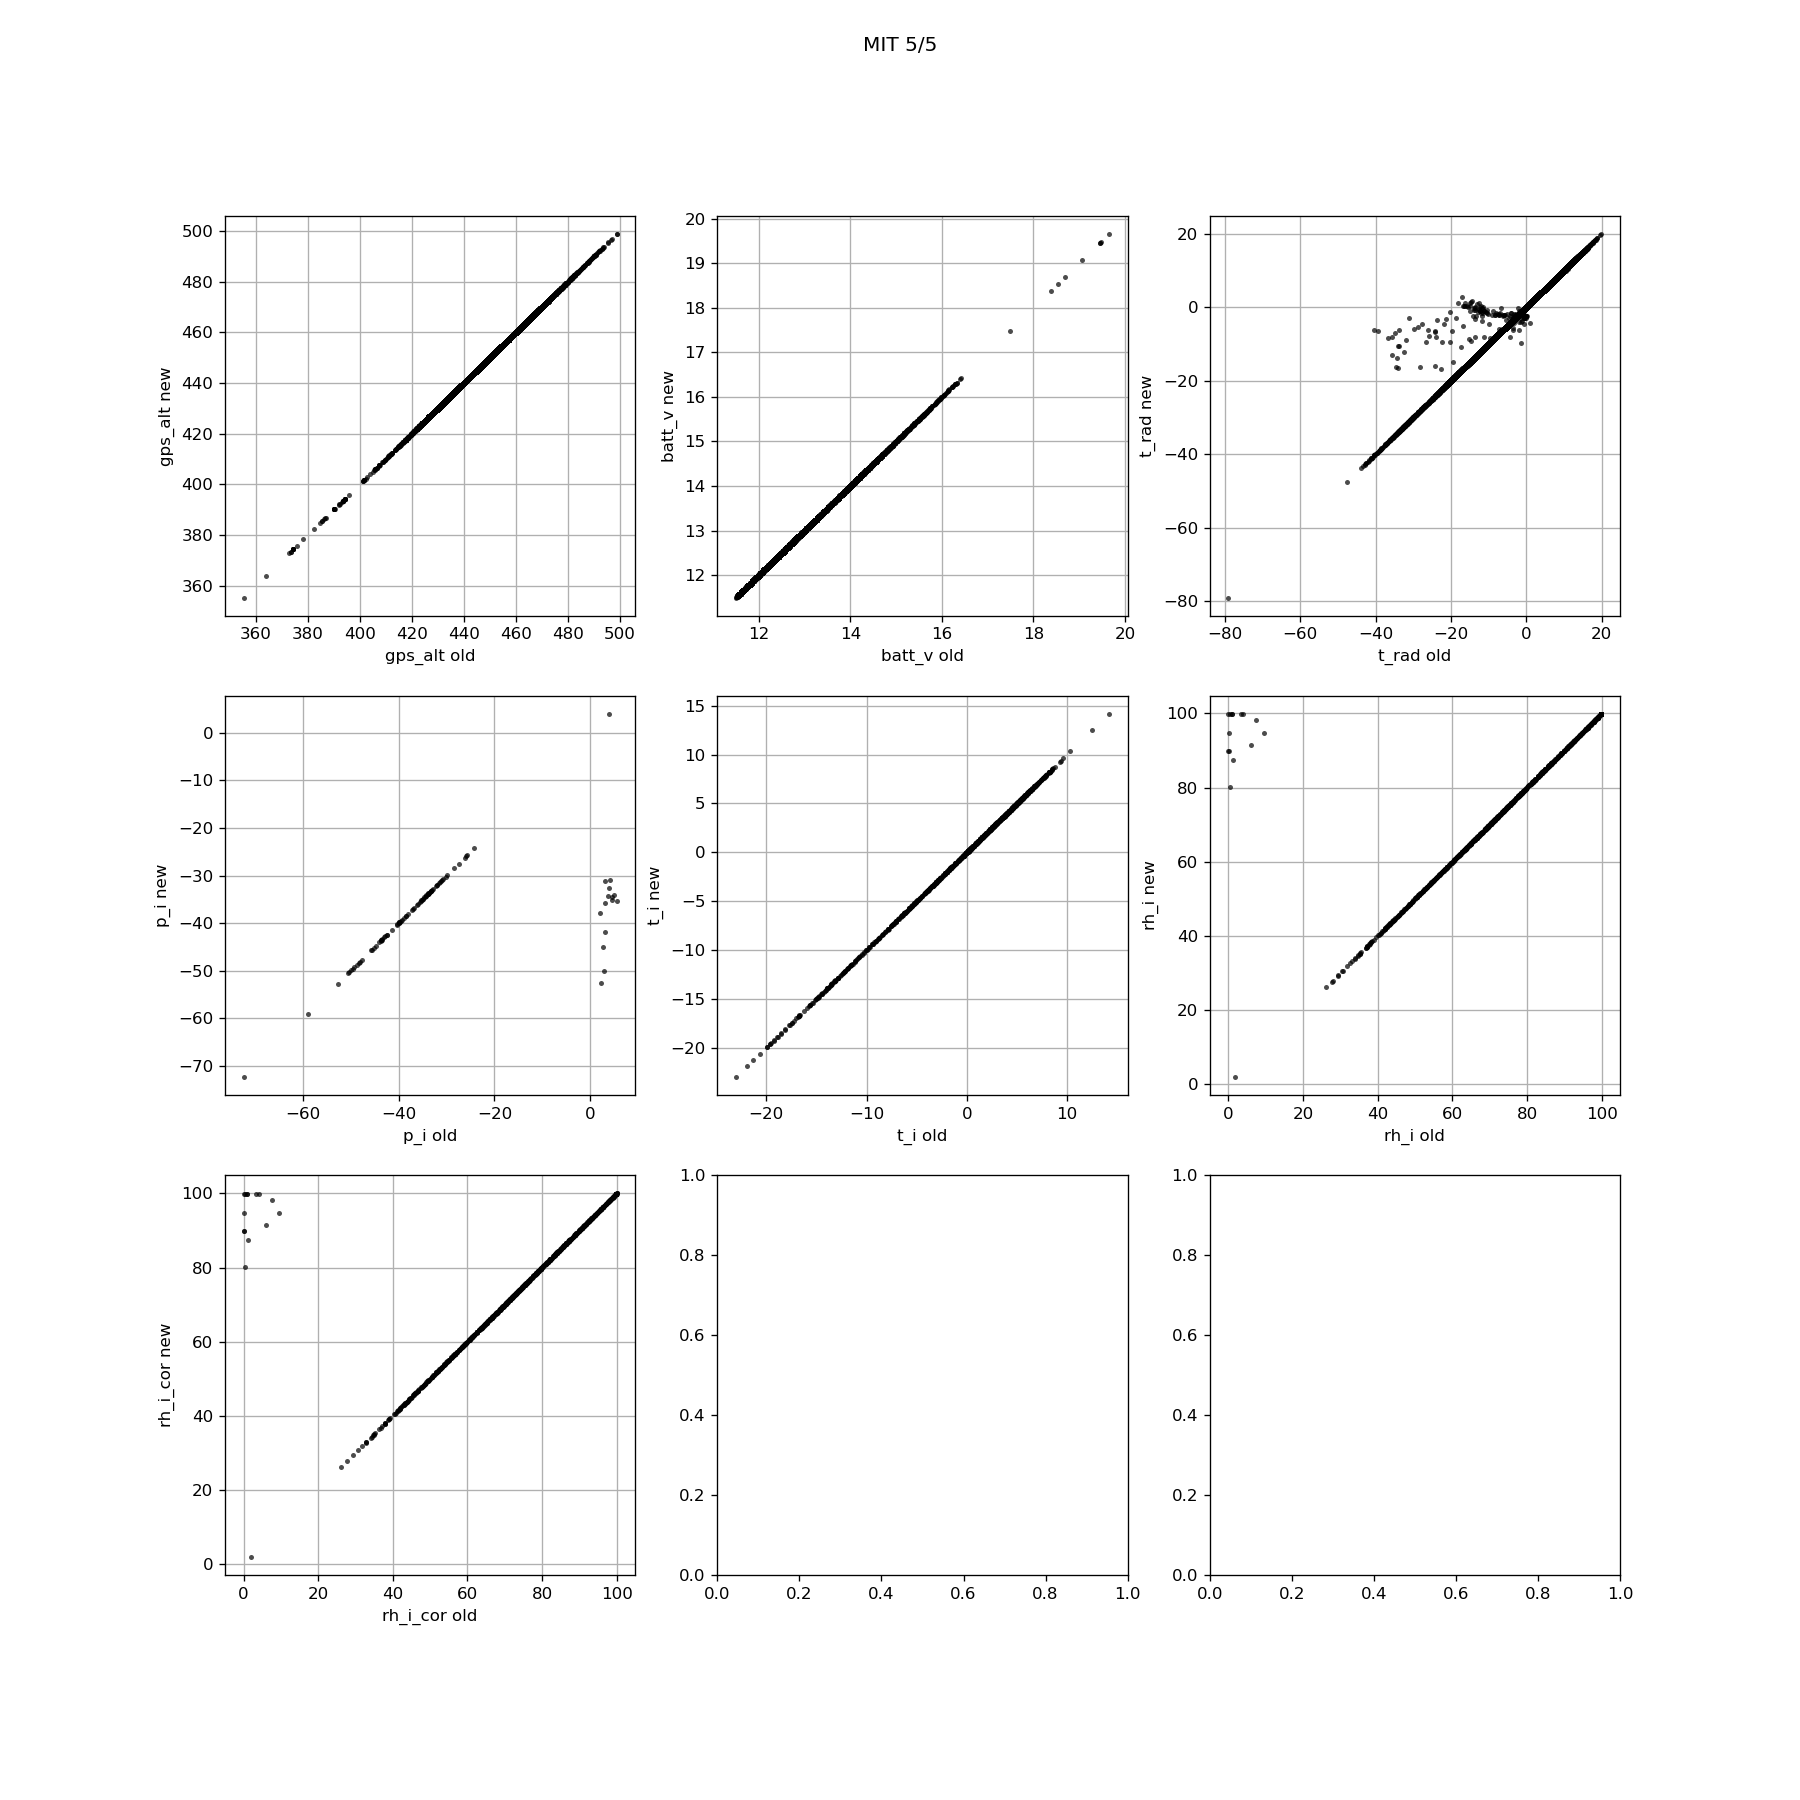 MIT 5/5
500
480
460
440
420
400
380
360
gps_alt new
360 380 400 420 440 460 480 500
gps_alt old
20
19
18
17
16
15
14
13
12
batt_v new
12 14 16 18 20
batt_v old
20
0
−20
−40
−60
−80
t_rad new
−80 −60 −40 −20 0 20
t_rad old
0
−10
−20
−30
−40
−50
−60
−70
p_i new
−60 −40 −20 0
p_i old
15
10
5
0
−5
−10
−15
−20
t_i new
−20 −10 0 10
t_i old
100
80
60
40
20
0
rh_i new
0 20 40 60 80 100
rh_i old
100
80
60
40
20
0
rh_i_cor new
0 20 40 60 80 100
rh_i_cor old
1.0
0.8
0.6
0.4
0.2
0.0
0.0 0.2 0.4 0.6 0.8 1.0
1.0
0.8
0.6
0.4
0.2
0.0
0.0 0.2 0.4 0.6 0.8 1.0